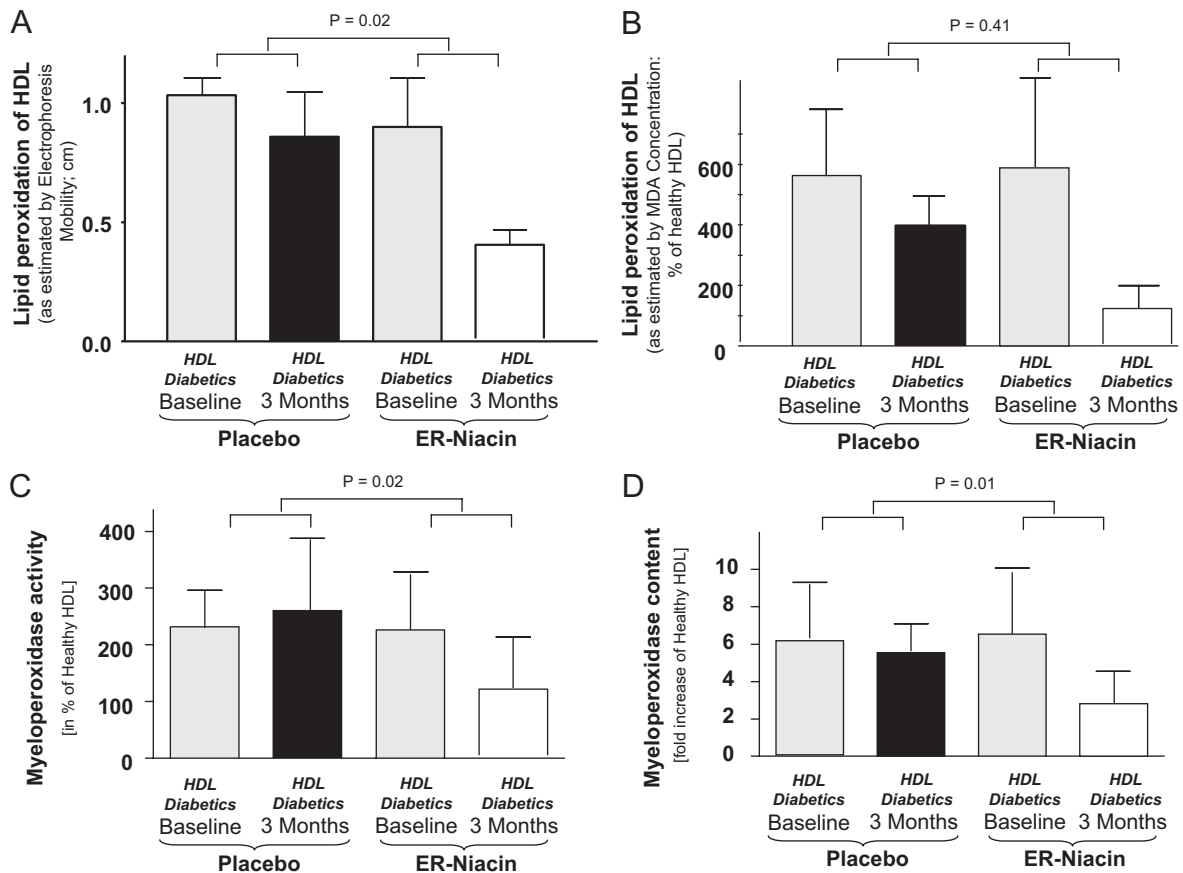 A
P = 0.02
Lipid peroxidation of HDL
(as estimated by Electrophoresis
Mobility; cm)
1.0
0.5
0.0
HDL
Diabetics
Baseline
HDL
Diabetics
3 Months
HDL
Diabetics
Baseline
HDL
Diabetics
3 Months
Placebo
ER-Niacin
B
P = 0.41
Lipid peroxidation of HDL
(as estimated by MDA Concentration:
% of healthy HDL)
600
400
200
0
HDL
Diabetics
Baseline
HDL
Diabetics
3 Months
HDL
Diabetics
Baseline
HDL
Diabetics
3 Months
Placebo
ER-Niacin
C
P = 0.02
Myeloperoxidase activity
[in % of Healthy HDL]
400
300
200
100
0
HDL
Diabetics
Baseline
HDL
Diabetics
3 Months
HDL
Diabetics
Baseline
HDL
Diabetics
3 Months
Placebo
ER-Niacin
D
P = 0.01
Myeloperoxidase content
[fold increase of Healthy HDL]
10
8
6
4
2
0
HDL
Diabetics
Baseline
HDL
Diabetics
3 Months
HDL
Diabetics
Baseline
HDL
Diabetics
3 Months
Placebo
ER-Niacin